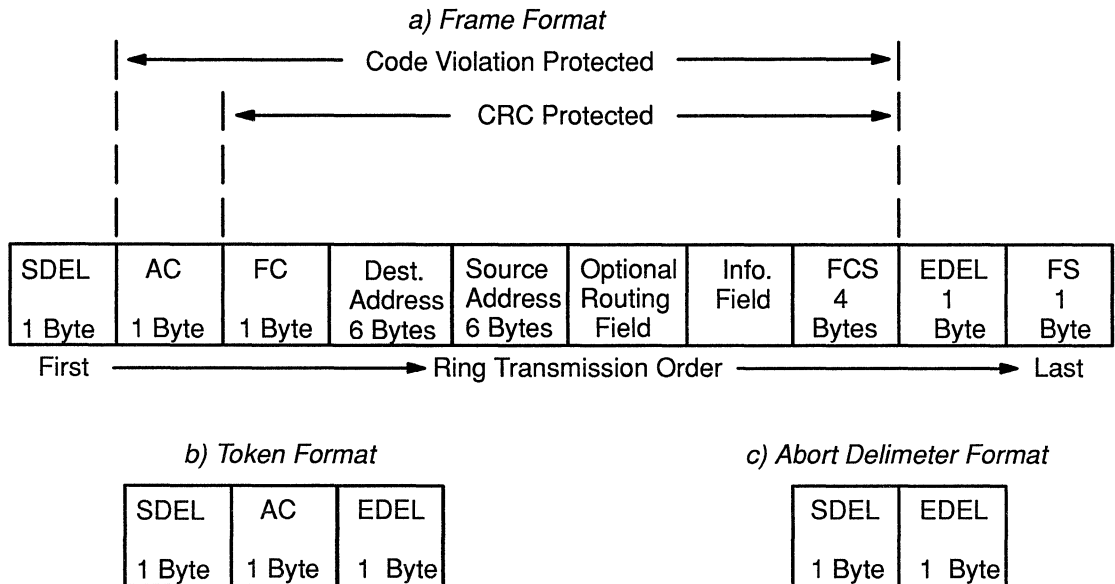 a) Frame Format
Code Violation Protected
CRC Protected
SDEL AC FC Dest. Source Optional Info. FCS EDEL FS
Address Address Routing Field 4 1 1
1 Byte 1 Byte 1 Byte 6 Bytes 6 Bytes Field Bytes Byte Byte
First Ring Transmission Order Last
b) Token Format
SDEL AC EDEL
1 Byte 1 Byte 1 Byte
c) Abort Delimeter Format
SDEL EDEL
1 Byte 1 Byte